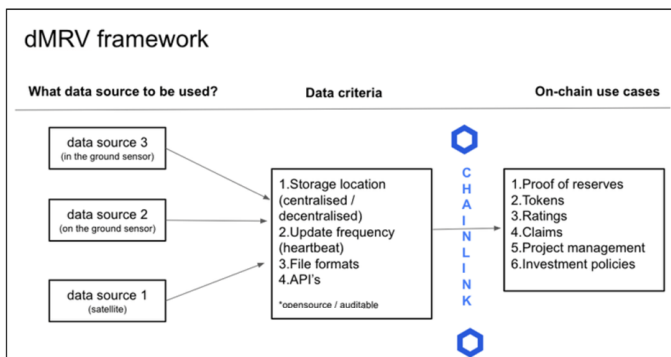 dMRV framework
What data source to be used?
Data criteria
On-chain use cases
data source 3
(in the ground sensor)
data source 2
(on the ground sensor)
data source 1
(satellite)
1.Storage location
(centralised /
decentralised)
2.Update frequency
(heartbeat)
3.File formats
4.API's
*opensource / auditable
CHAINLINK
1.Proof of reserves
2.Tokens
3.Ratings
4.Claims
5.Project management
6.Investment policies